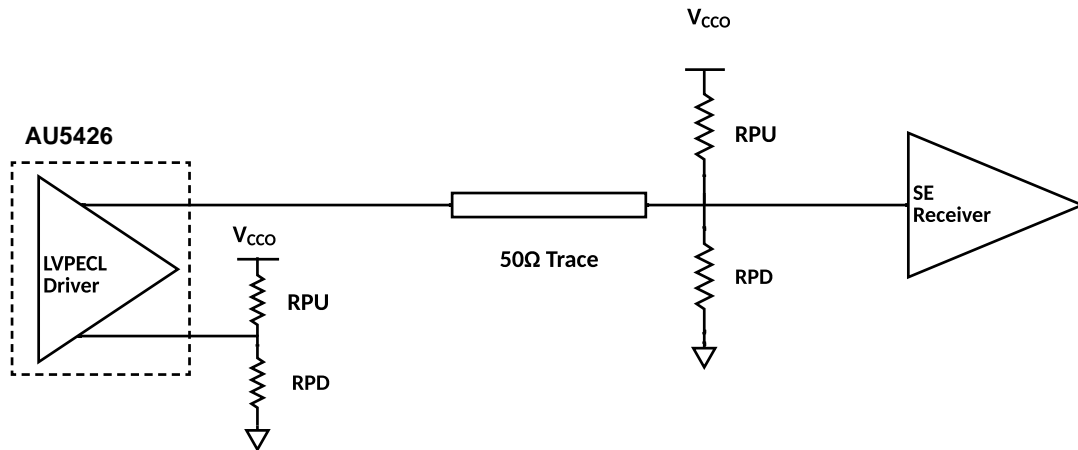 VCCO
RPU
AU5426
SE
Receiver
VCCO
LVPECL
Driver
50Ω Trace
RPD
RPU
RPD